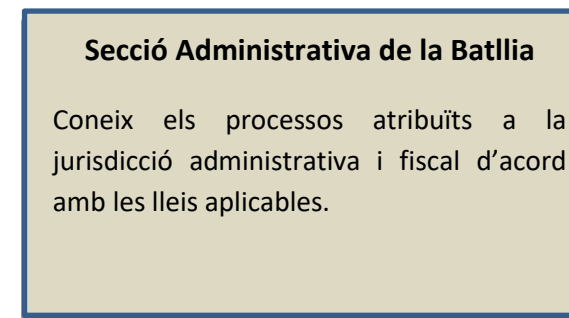 Secció Administrativa de la Batllia
Coneix els processos atribuïts a la
jurisdicció administrativa i fiscal d’acord
amb les lleis aplicables.